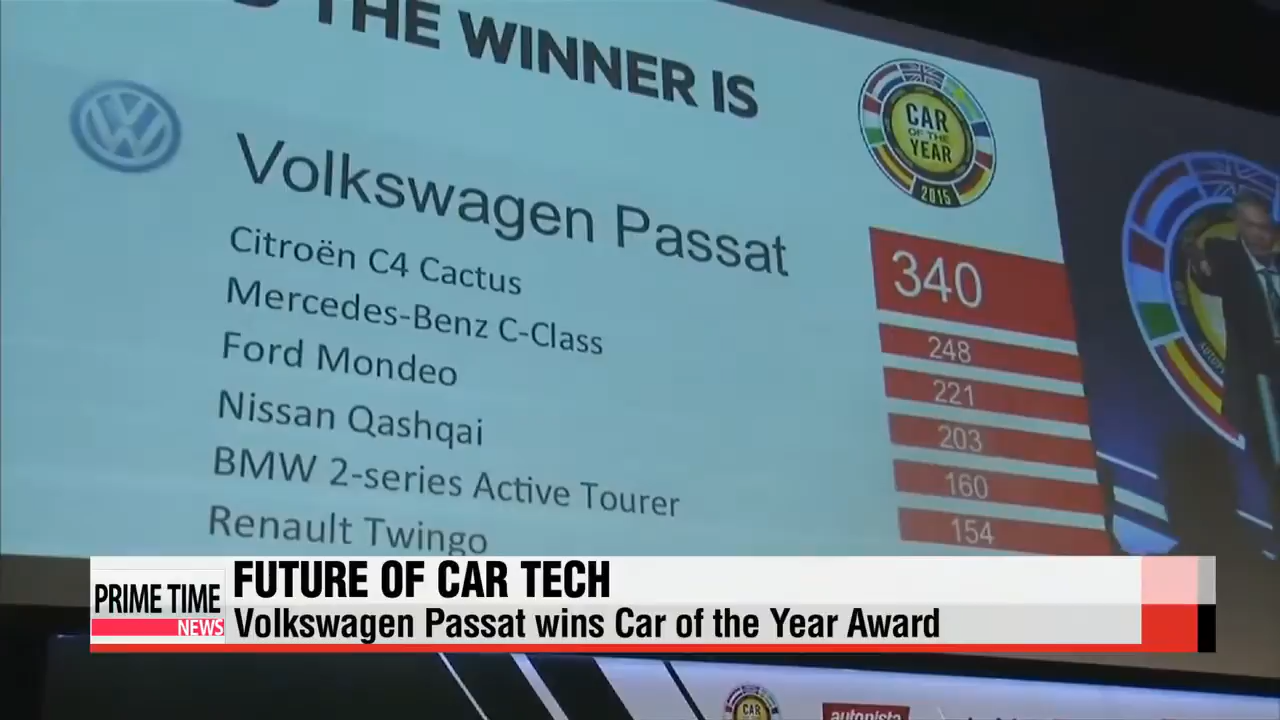 THE WINNER IS
Volkswagen Passat 340
Citroën C4 Cactus 248
Mercedes-Benz C-Class 221
Ford Mondeo 203
Nissan Qashqai 160
BMW 2-series Active Tourer 154
Renault Twingo
CAR
OF THE
YEAR
2015
PRIME TIME
NEWS
FUTURE OF CAR TECH
Volkswagen Passat wins Car of the Year Award
CAR
autopista